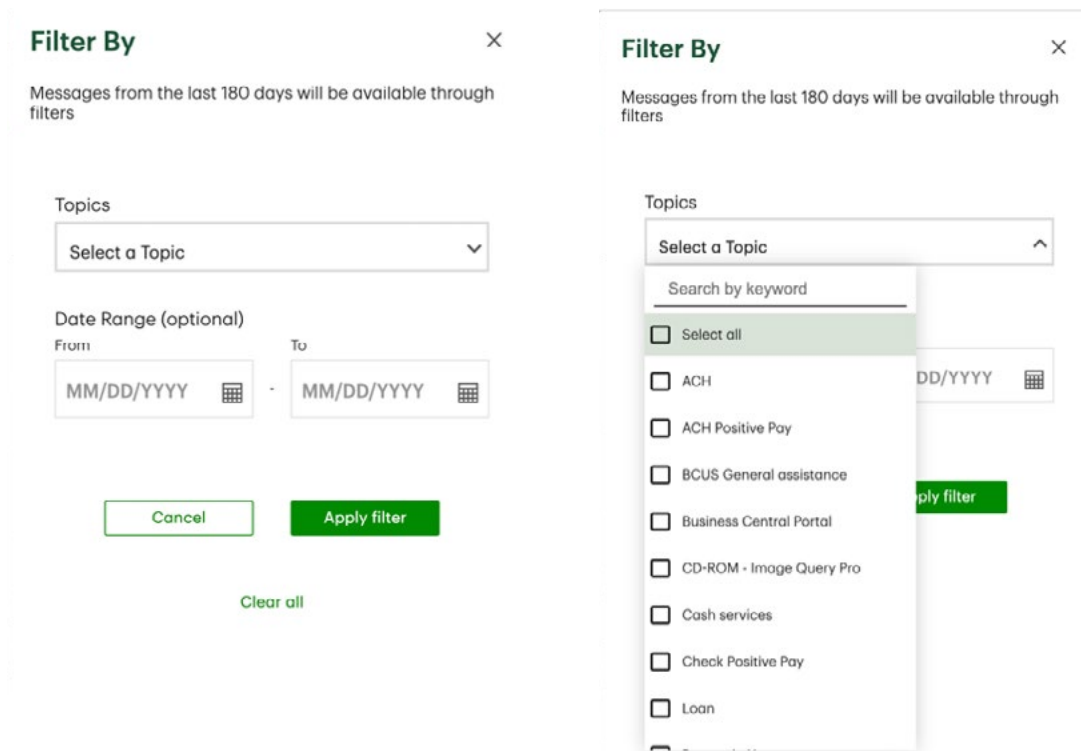 Filter By
Messages from the last 180 days will be available through
filters
Topics
Select a Topic
Date Range (optional)
From To
MM/DD/YYYY - MM/DD/YYYY
Cancel Apply filter
Clear all
Filter By
Messages from the last 180 days will be available through
filters
Topics
Select a Topic
Search by keyword
Select all
ACH
DD/YYYY
ACH Positive Pay
BCUS General assistance
ply filter
Business Central Portal
CD-ROM - Image Query Pro
Cash services
Check Positive Pay
Loan